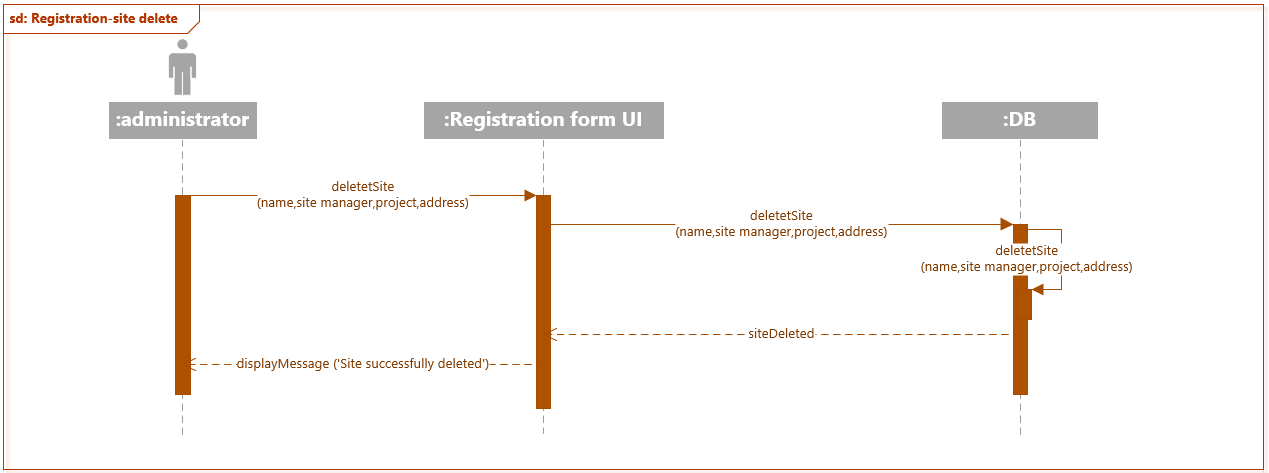 sd: Registration-site delete
:administrator
:Registration form UI
:DB
deletetSite
(name,site manager,project,address)
deletetSite
(name,site manager,project,address)
deletetSite
(name,site manager,project,address)
siteDeleted
displayMessage ('Site successfully deleted')